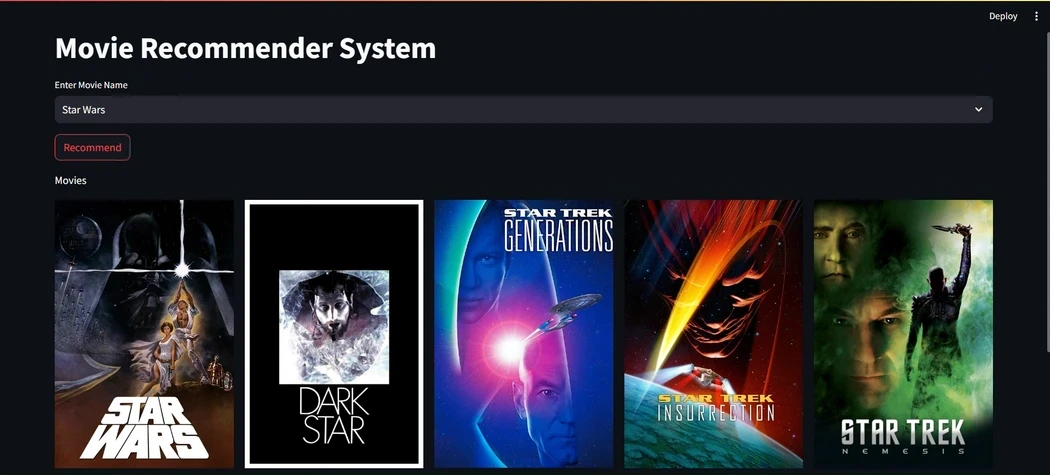 Deploy
Movie Recommender System
Enter Movie Name
Star Wars
Recommend
Movies
STAR
WARS
DARK
STAR
STAR TREK
GENERATIONS
STAR TREK
INSURRECTION
STAR TREK
NEMESIS